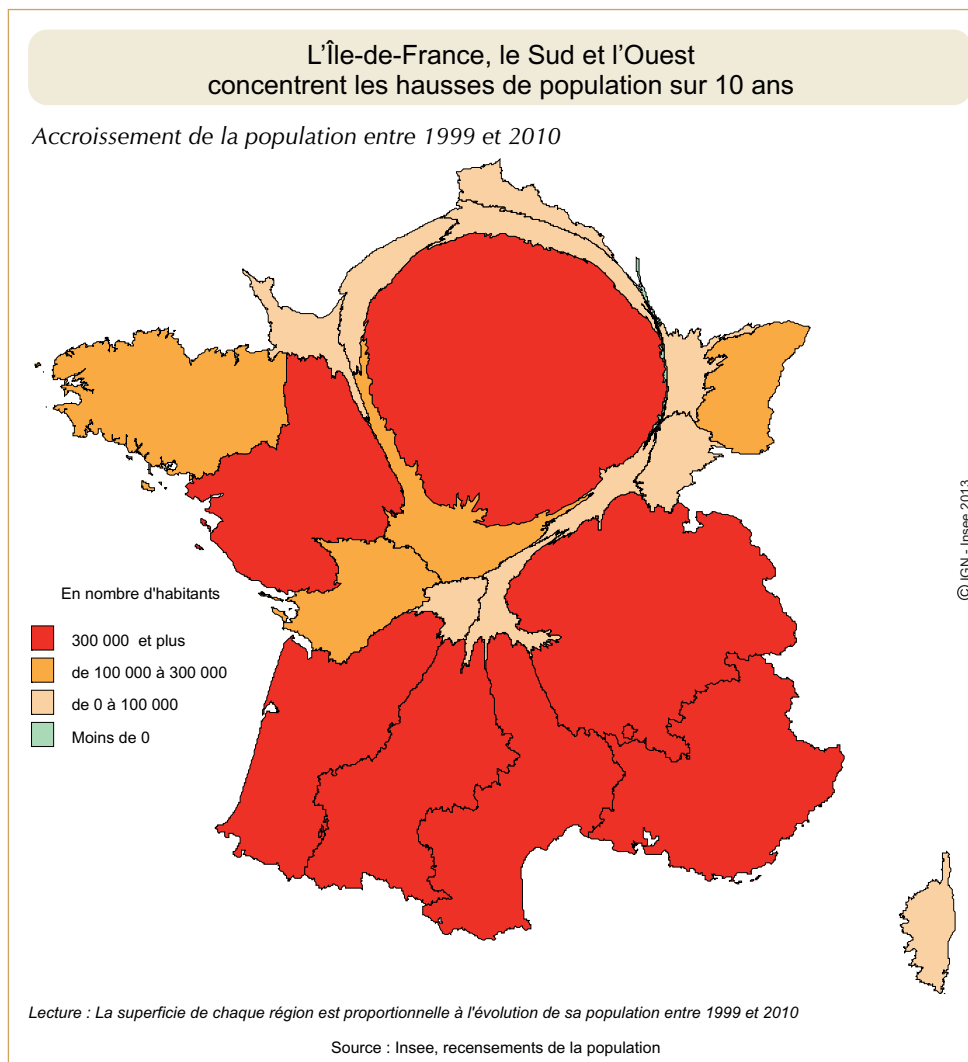 L'Île-de-France, le Sud et l'Ouest
concentrent les hausses de population sur 10 ans
Accroissement de la population entre 1999 et 2010
© IGN - Insee 2013
En nombre d'habitants
300 000 et plus
de 100 000 à 300 000
de 0 à 100 000
Moins de 0
Lecture : La superficie de chaque région est proportionnelle à l'évolution de sa population entre 1999 et 2010
Source : Insee, recensements de la population